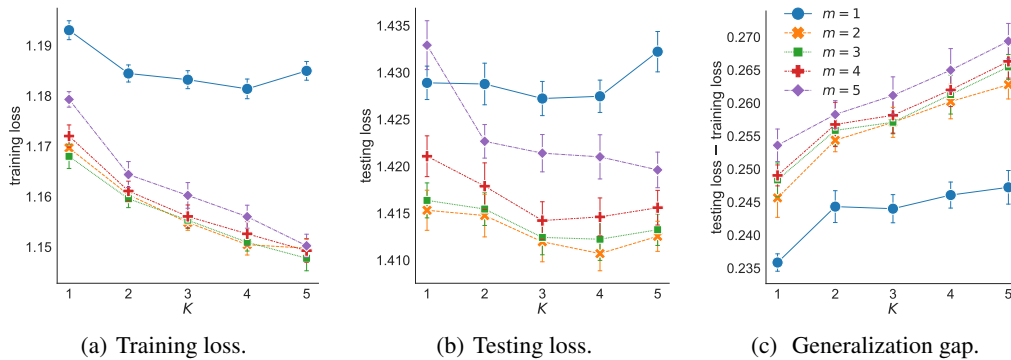 training loss
1.19
1.18
1.17
1.16
1.15
1 2 3 4 5
K
(a) Training loss.
testing loss
1.435
1.430
1.425
1.420
1.415
1.410
1 2 3 4 5
K
(b) Testing loss.
testing loss − training loss
0.270
0.265
0.260
0.255
0.250
0.245
0.240
0.235
m = 1
m = 2
m = 3
m = 4
m = 5
1 2 3 4 5
K
(c) Generalization gap.